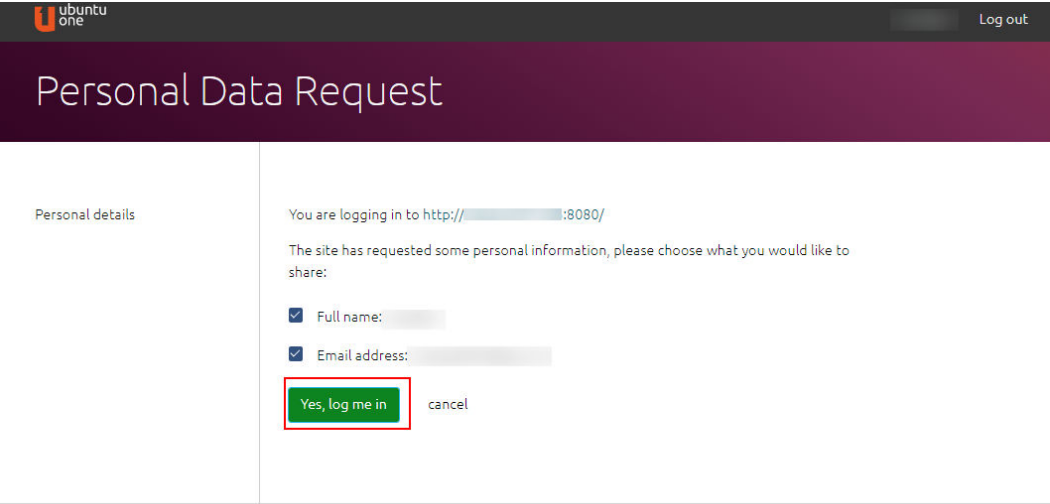 ubuntu
one
Log out
Personal Data Request
Personal details
You are logging in to http:// :8080/
The site has requested some personal information, please choose what you would like to
share:
Full name:
Email address:
Yes, log me in
cancel